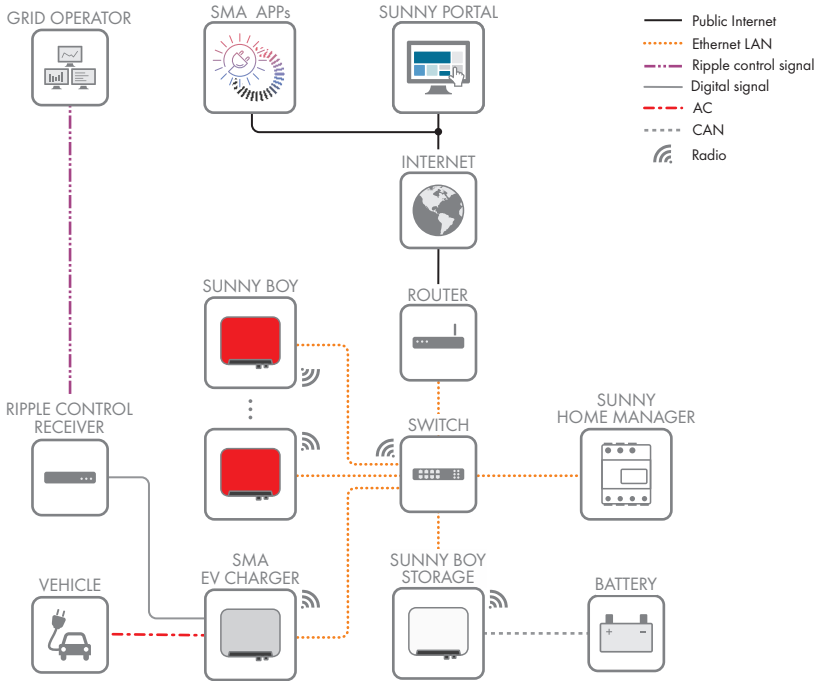 GRID OPERATOR
SMA APPs
SUNNY PORTAL
Public Internet
Ethernet LAN
Ripple control signal
Digital signal
AC
CAN
Radio
INTERNET
SUNNY BOY
ROUTER
RIPPLE CONTROL
RECEIVER
SWITCH
SUNNY
HOME MANAGER
VEHICLE
SMA
EV CHARGER
SUNNY BOY
STORAGE
BATTERY
+ −